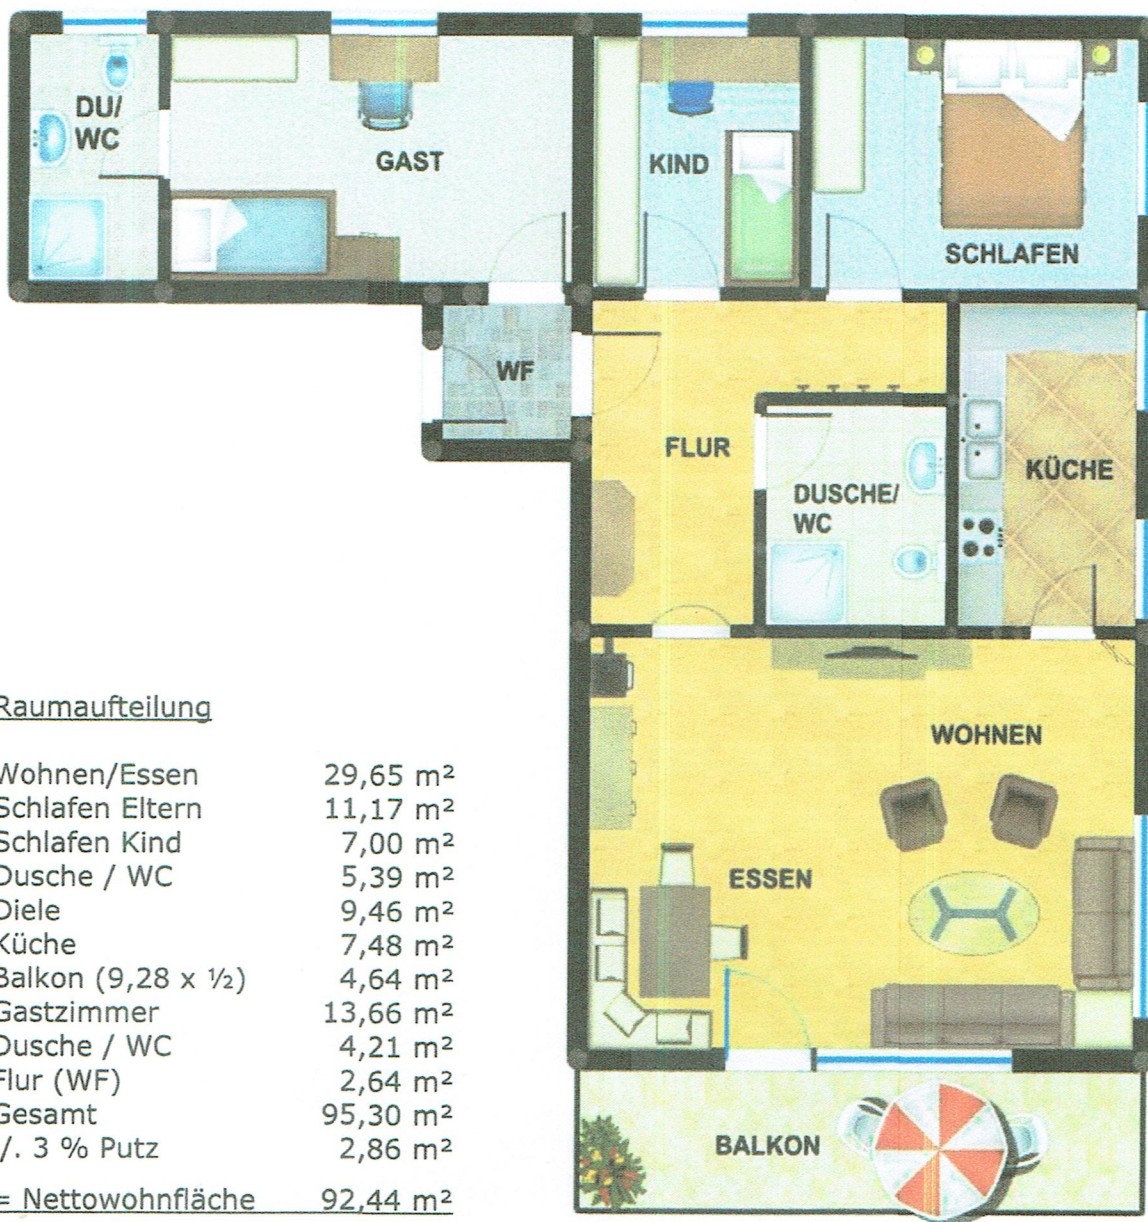 DU/
WC
GAST
KIND
SCHLAFEN
WF
FLUR
DUSCHE/
WC
KÜCHE
WOHNEN
ESSEN
BALKON
Raumaufteilung
Wohnen/Essen 29,65 m²
Schlafen Eltern 11,17 m²
Schlafen Kind 7,00 m²
Dusche / WC 5,39 m²
Diele 9,46 m²
Küche 7,48 m²
Balkon (9,28 x ½) 4,64 m²
Gastzimmer 13,66 m²
Dusche / WC 4,21 m²
Flur (WF) 2,64 m²
Gesamt 95,30 m²
/. 3 % Putz 2,86 m²
= Nettowohnfläche 92,44 m²